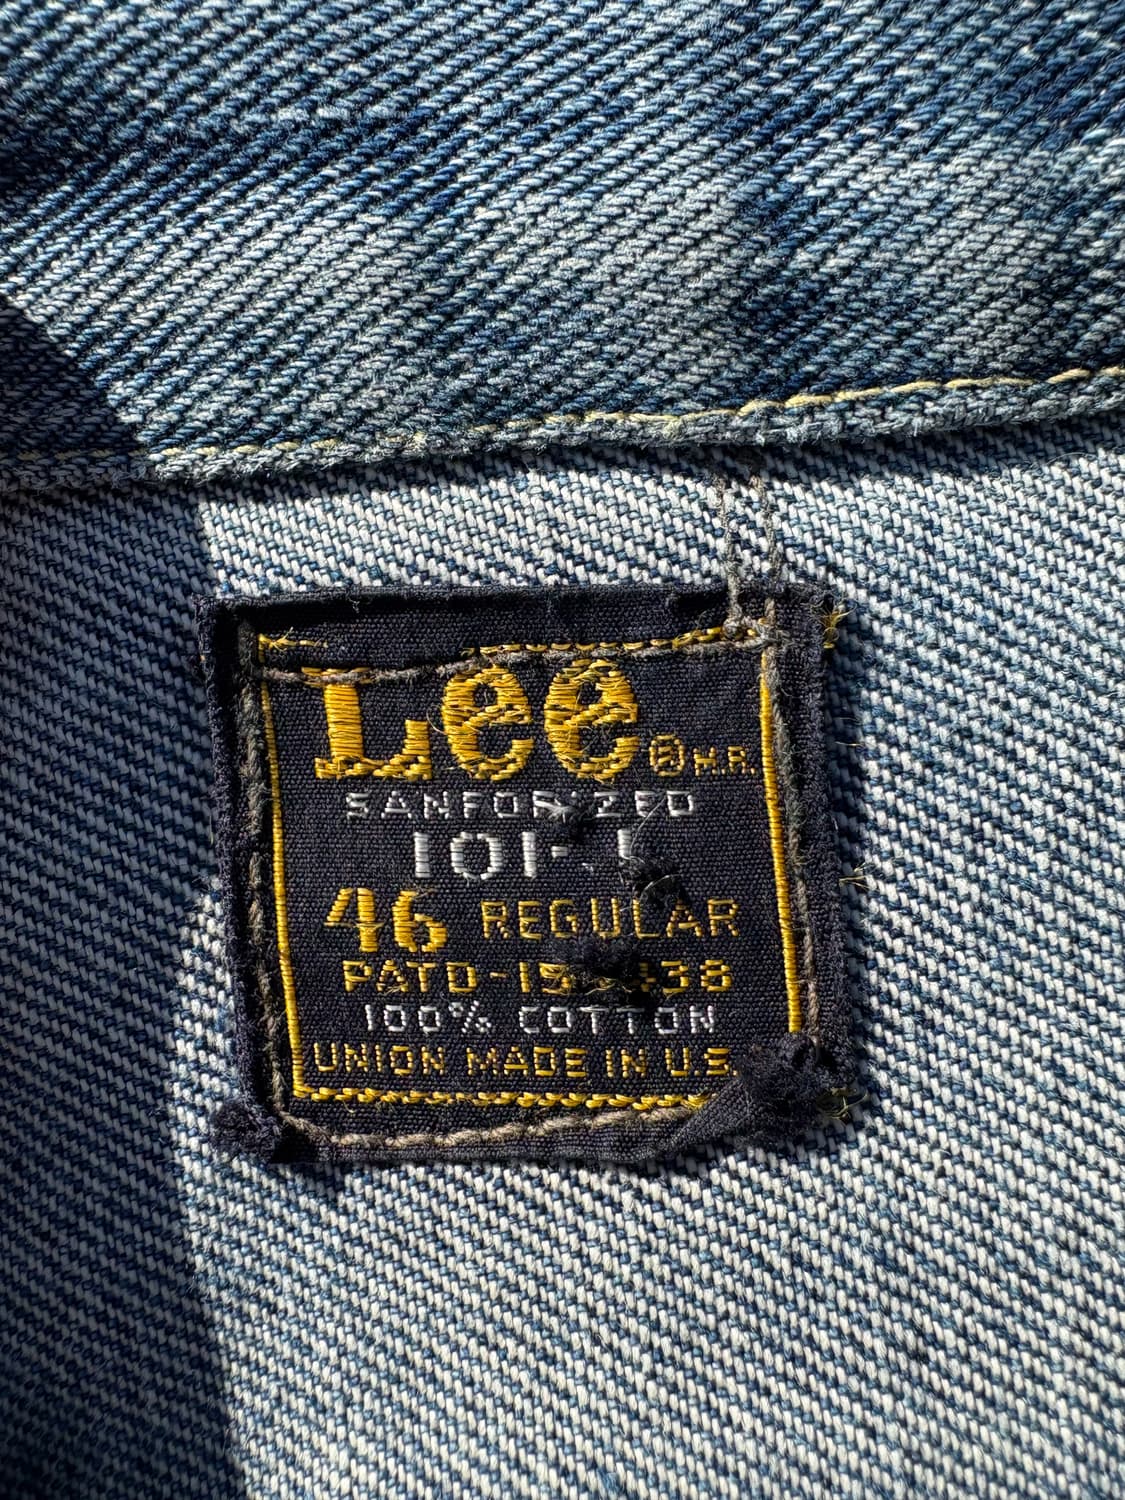 Lee ® M.R.
SANFORIZED
101-J
46 REGULAR
100% COTTON
UNION MADE IN U.S.